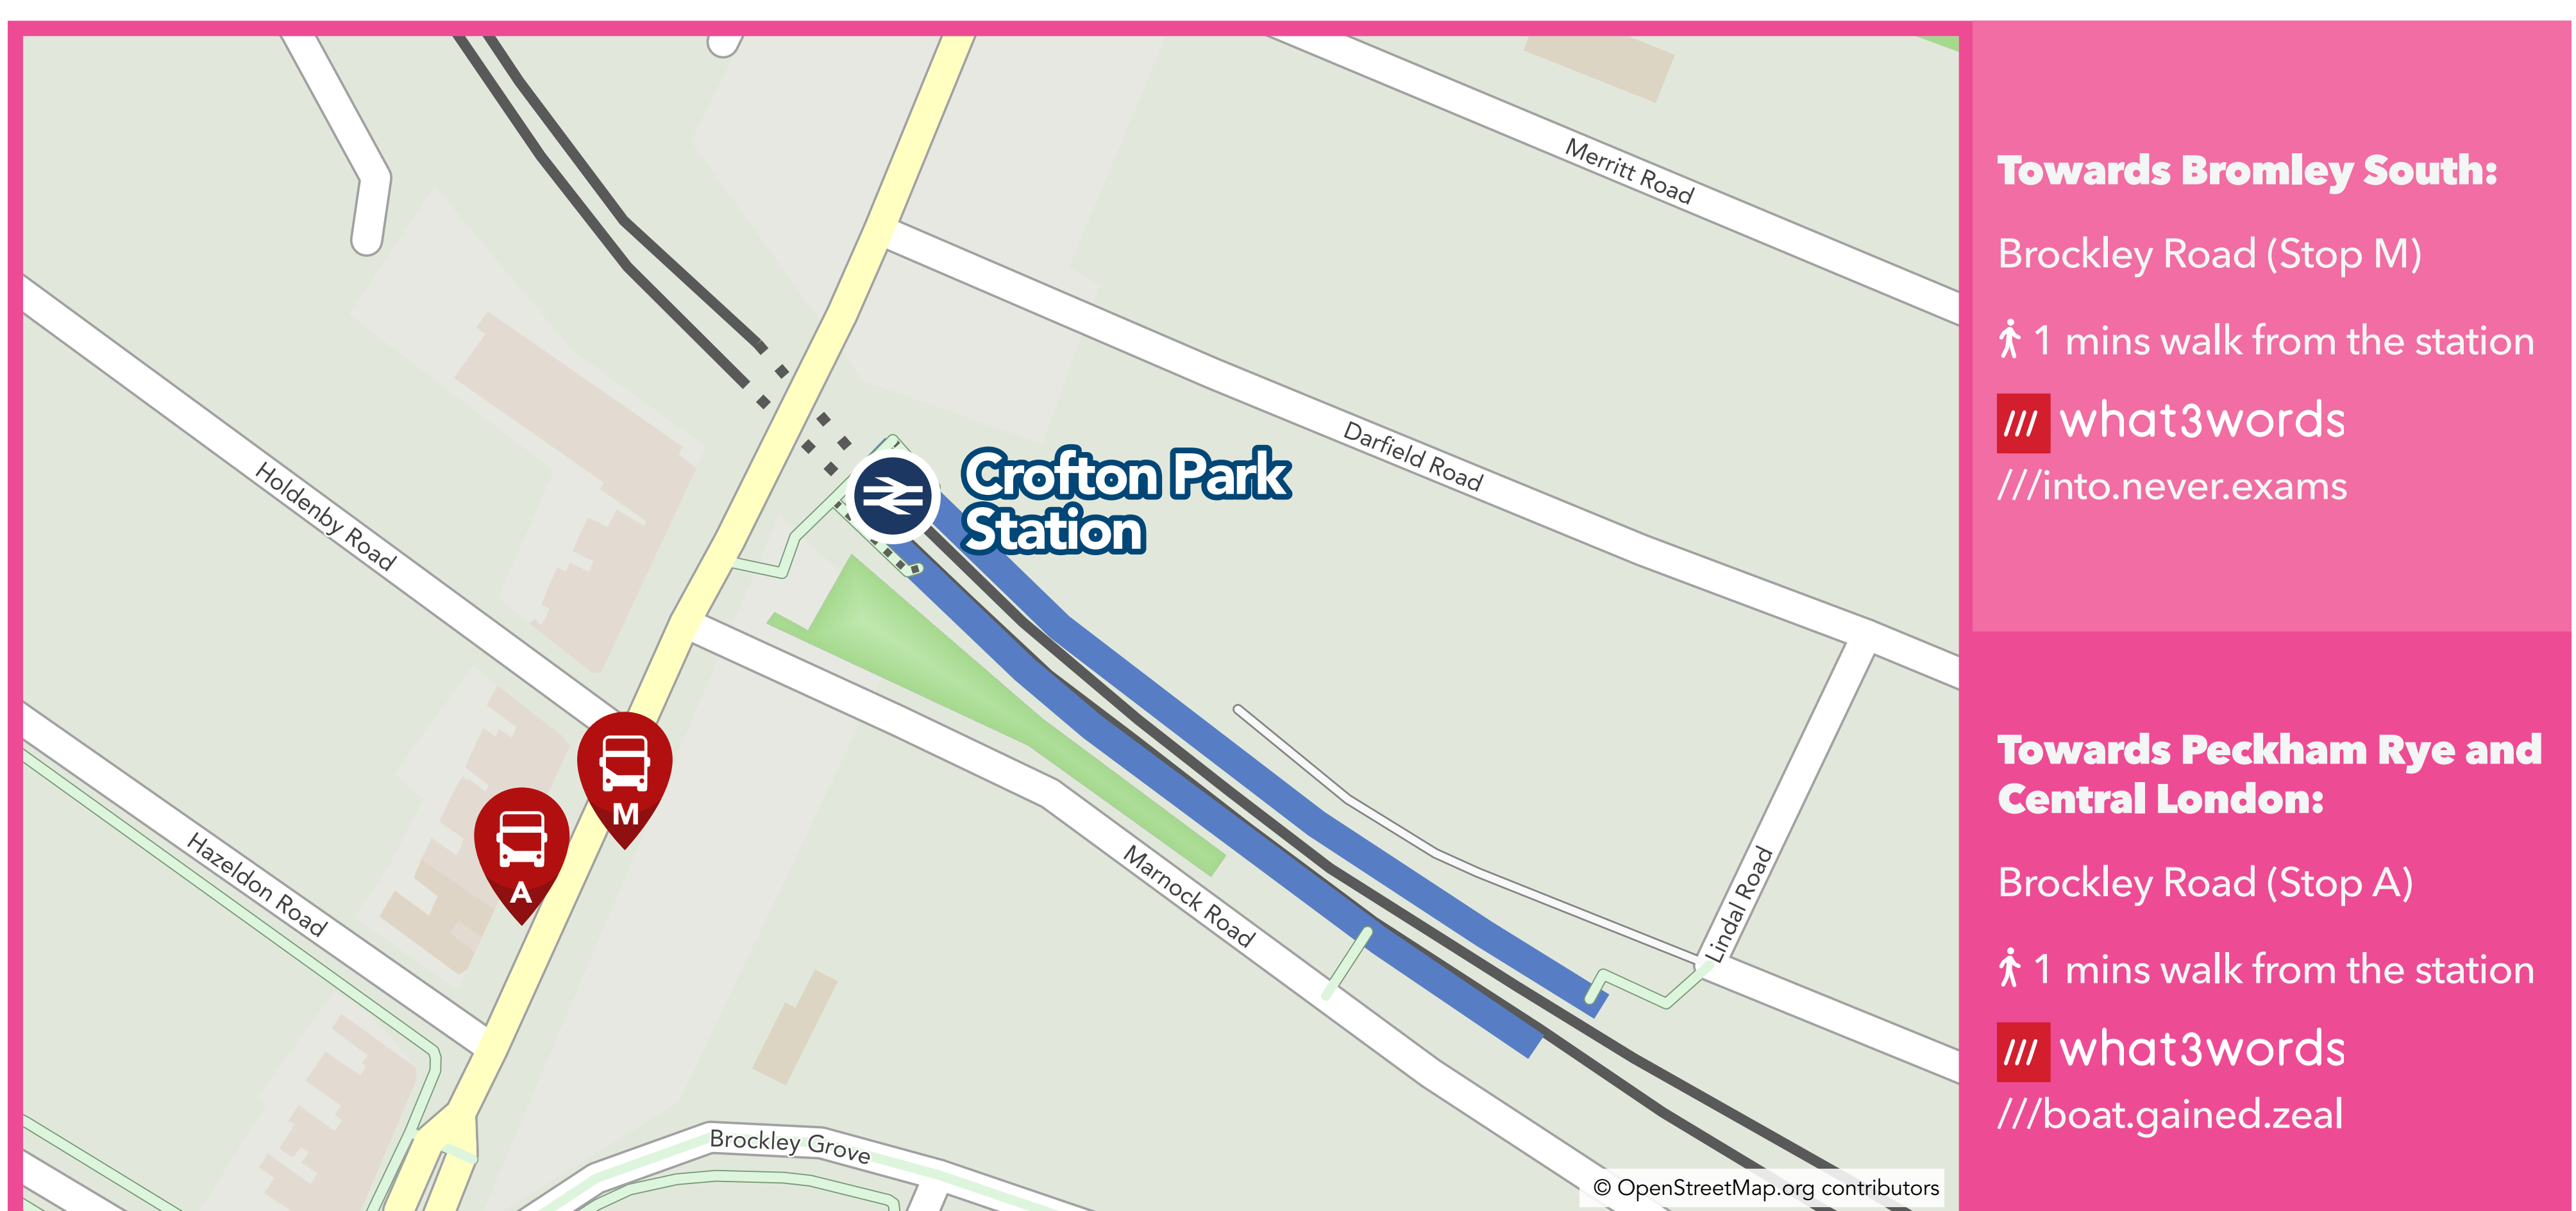 Merritt Road
Darfield Road
Crofton Park
Station
Holdenby Road
Hazeldon Road
M
A
Marnock Road
Lindal Road
Brockley Grove
© OpenStreetMap.org contributors
Towards Bromley South:
Brockley Road (Stop M)
1 mins walk from the station
/// what3words
///into.never.exams
Towards Peckham Rye and
Central London:
Brockley Road (Stop A)
1 mins walk from the station
/// what3words
///boat.gained.zeal